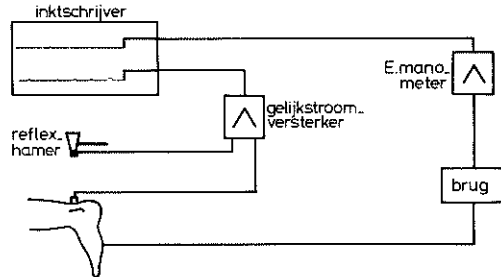 inktschrijver
E.mano_
meter
gelijkstroom_
versterker
reflex_
hamer
brug